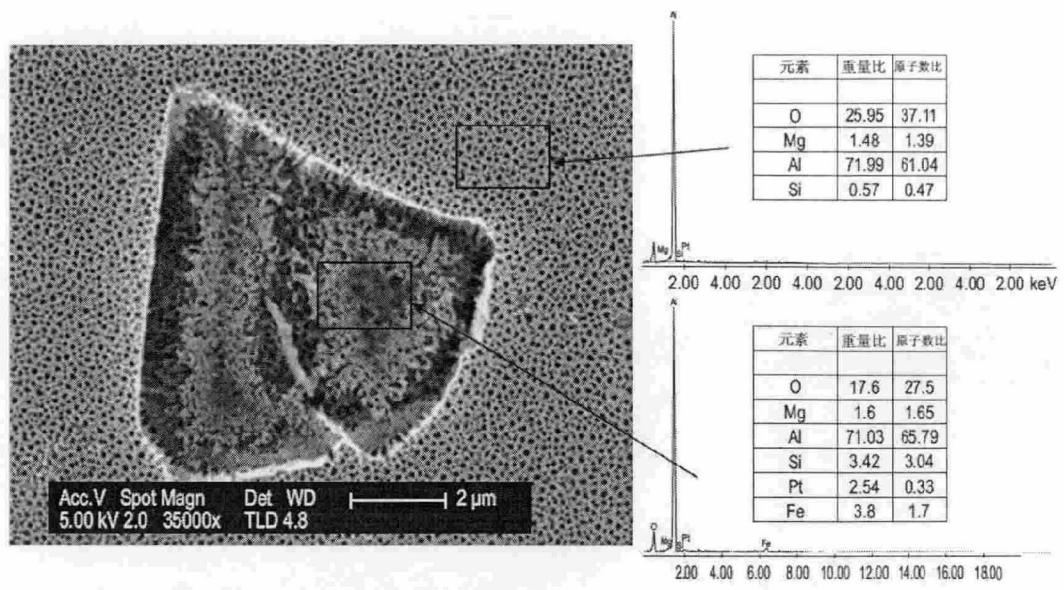 Al
元素 重量比 原子数比
O 25.95 37.11
Mg 1.48 1.39
Al 71.99 61.04
Si 0.57 0.47
Mg Si Pt
2.00 4.00 2.00 4.00 2.00 4.00 2.00 4.00 2.00 keV
Al
元素 重量比 原子数比
O 17.6 27.5
Mg 1.6 1.65
Al 71.03 65.79
Si 3.42 3.04
Pt 2.54 0.33
Fe 3.8 1.7
O Mg Si Pt Fe
2.00 4.00 6.00 8.00 10.00 12.00 14.00 16.00 18.00
Acc.V Spot Magn Det WD 2 μm
5.00 kV 2.0 35000x TLD 4.8